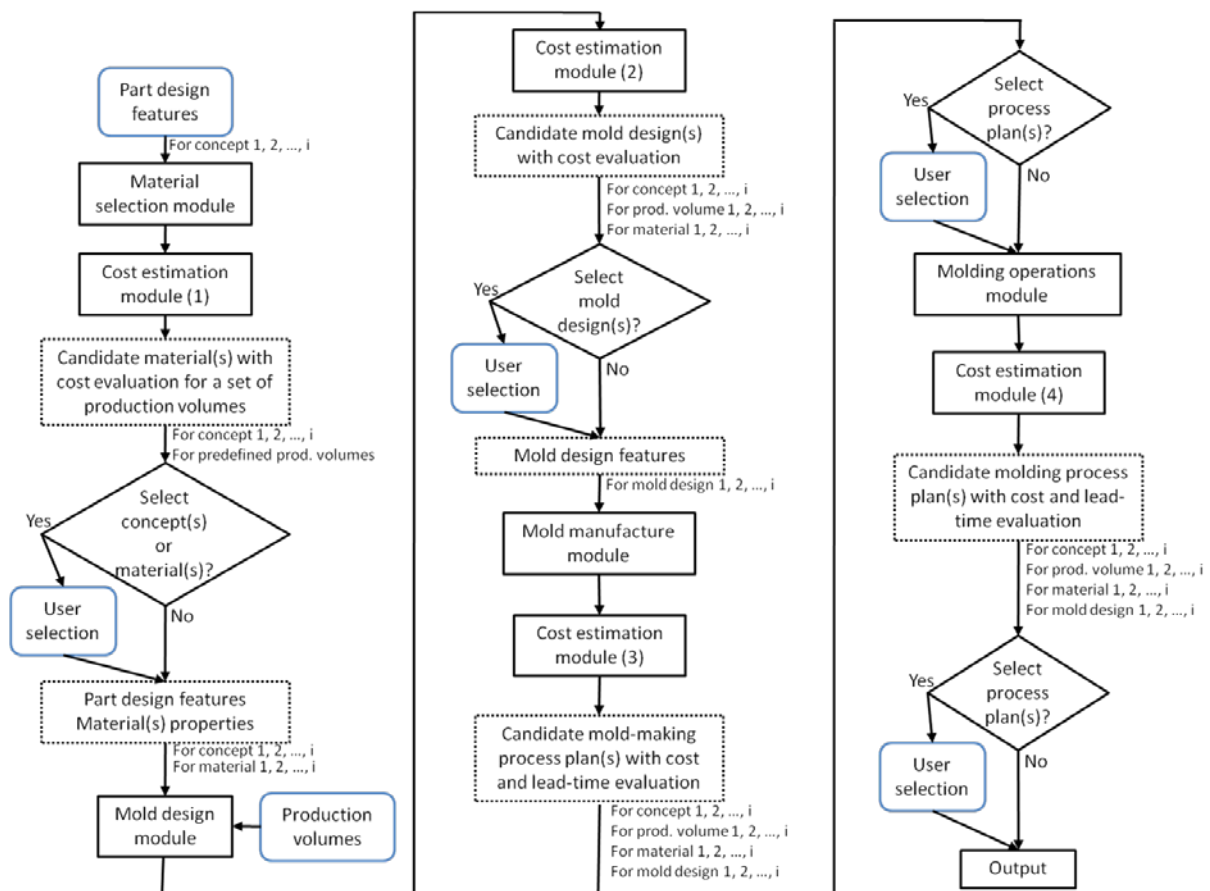 Part design
features
For concept 1, 2, ..., i
Material
selection module
Cost estimation
module (1)
Candidate material(s) with
cost evaluation for a set of
production volumes
For concept 1, 2, ..., i
For predefined prod. volumes
Select
concept(s)
or
material(s)?
Yes
User
selection
No
Part design features
Material(s) properties
For concept 1, 2, ..., i
For material 1, 2, ..., i
Mold design
module
Production
volumes
Cost estimation
module (2)
Candidate mold design(s)
with cost evaluation
For concept 1, 2, ..., i
For prod. volume 1, 2, ..., i
For material 1, 2, ..., i
Select
mold
design(s)?
Yes
User
selection
No
Mold design features
For mold design 1, 2, ..., i
Mold manufacture
module
Cost estimation
module (3)
Candidate mold-making
process plan(s) with cost
and lead-time evaluation
For concept 1, 2, ..., i
For prod. volume 1, 2, ..., i
For material 1, 2, ..., i
For mold design 1, 2, ..., i
Select
process
plan(s)?
Yes
User
selection
No
Molding operations
module
Cost estimation
module (4)
Candidate molding process
plan(s) with cost and lead-
time evaluation
For concept 1, 2, ..., i
For prod. volume 1, 2, ..., i
For material 1, 2, ..., i
For mold design 1, 2, ..., i
Select
process
plan(s)?
Yes
User
selection
No
Output